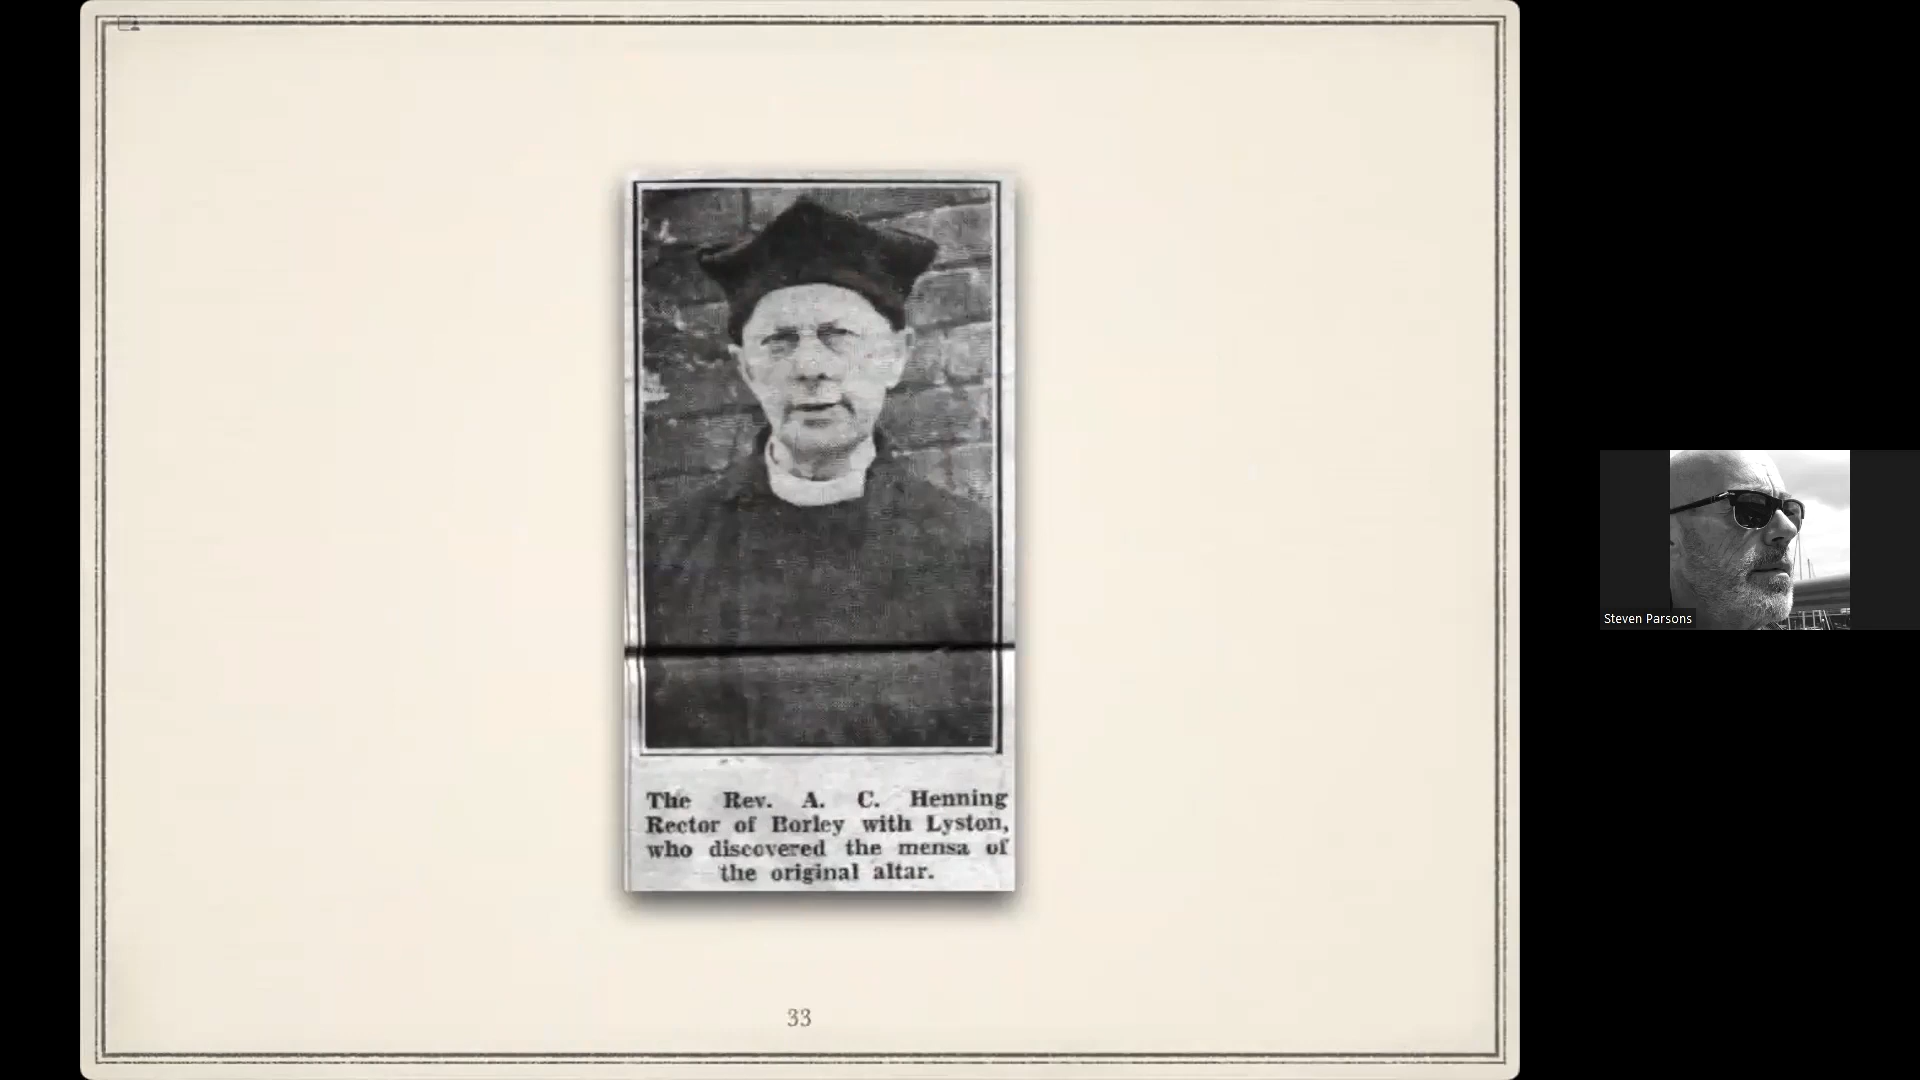 The Rev. A. C. Henning
Rector of Borley with Lyston,
who discovered the mensa of
the original altar.
33
Steven Parsons